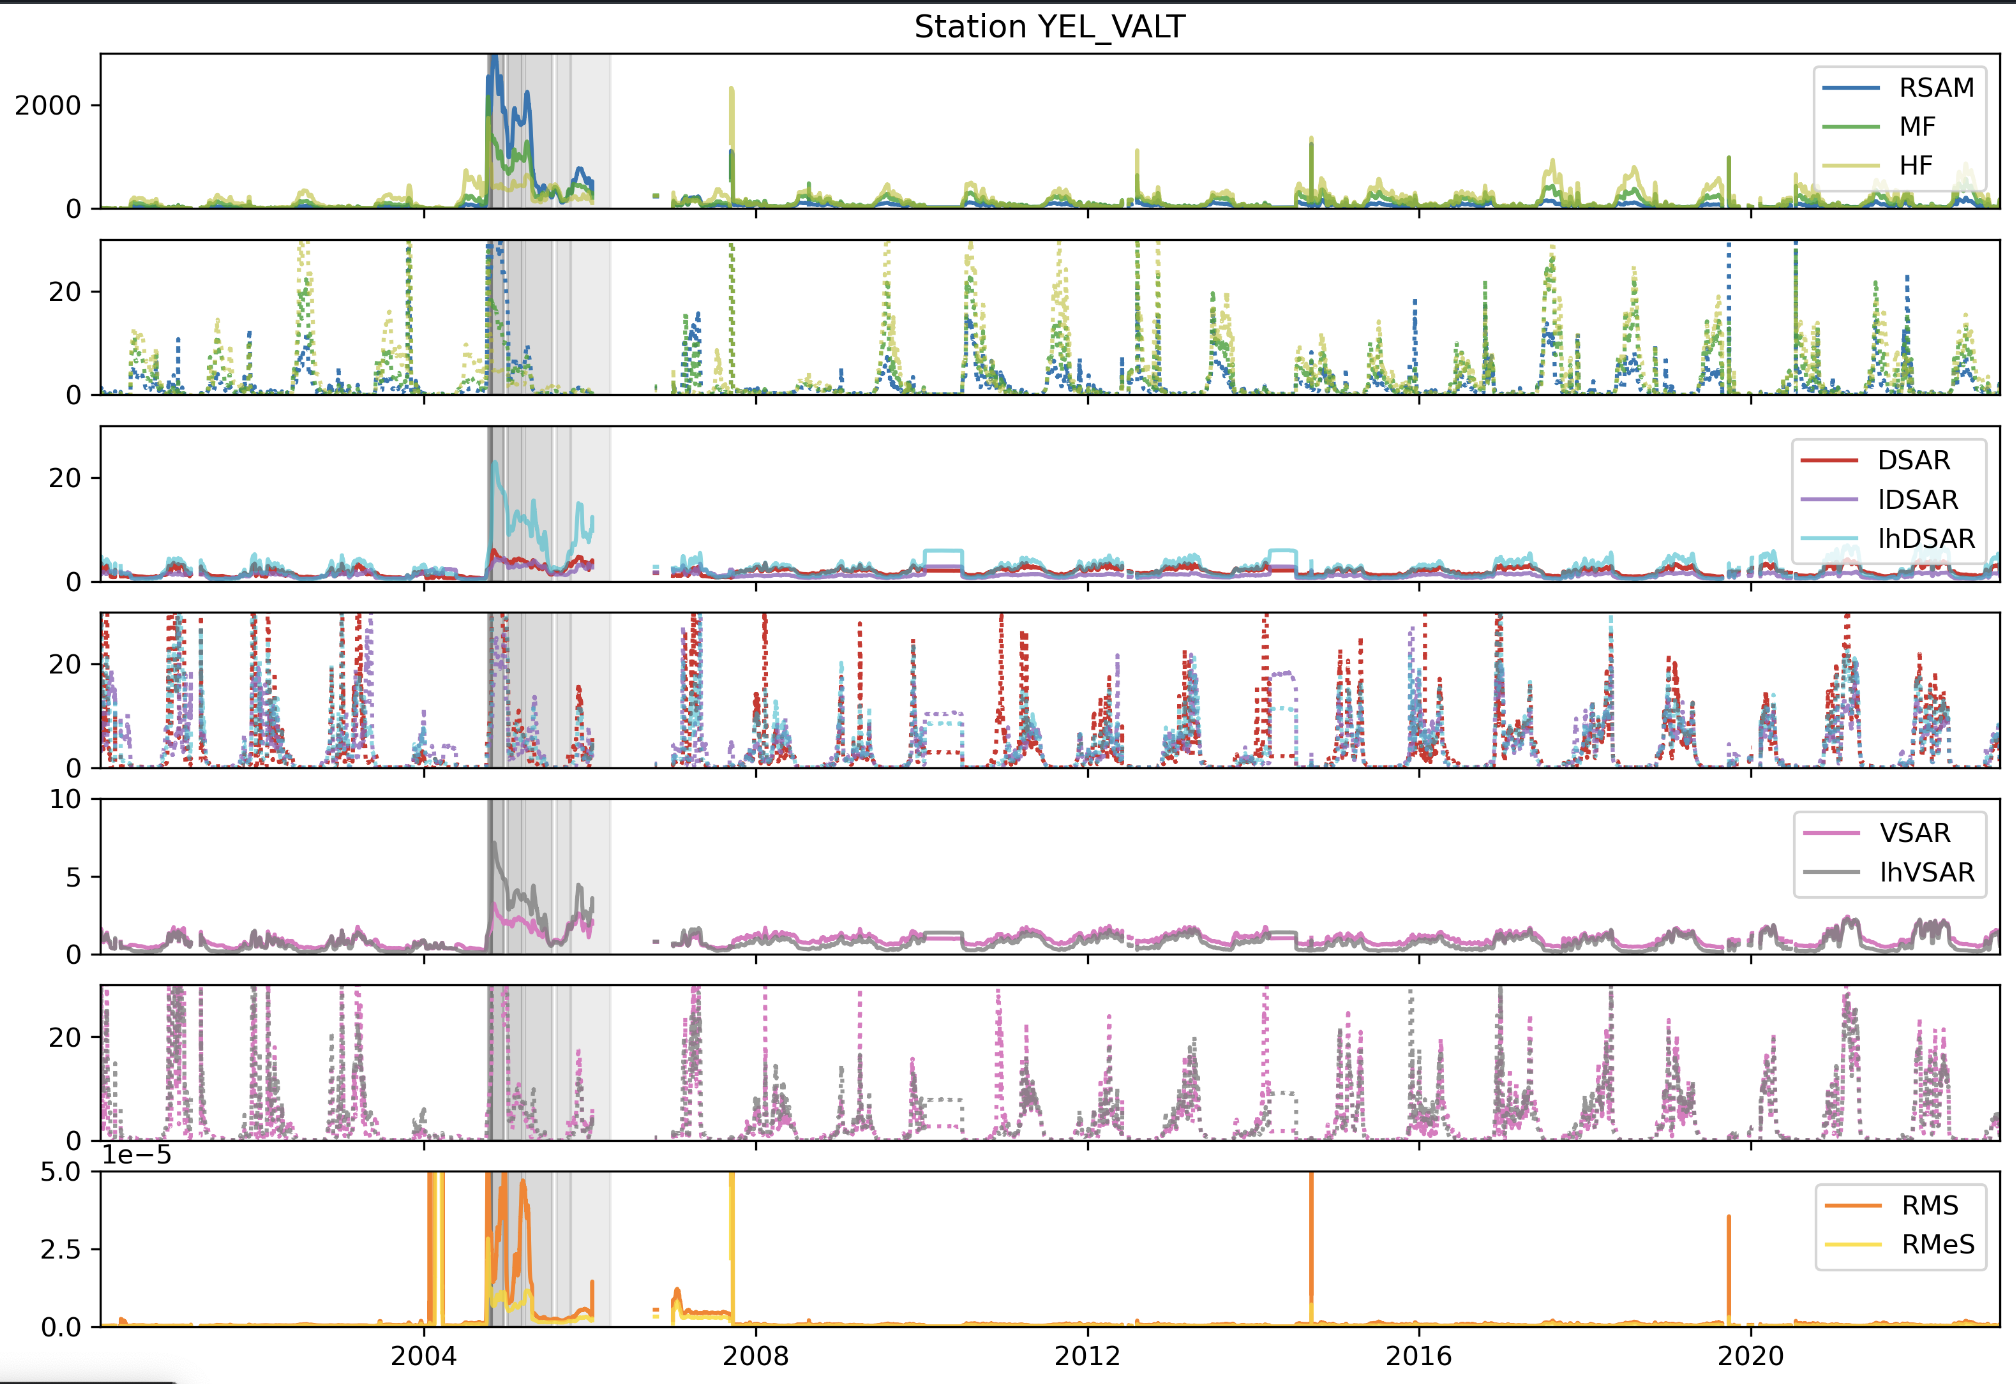 Station YEL_VALT
2000
0
RSAM
MF
HF
20
0
20
0
DSAR
lDSAR
lhDSAR
20
0
10
5
0
VSAR
lhVSAR
20
0
1e−5
5.0
2.5
0.0
RMS
RMeS
2004 2008 2012 2016 2020